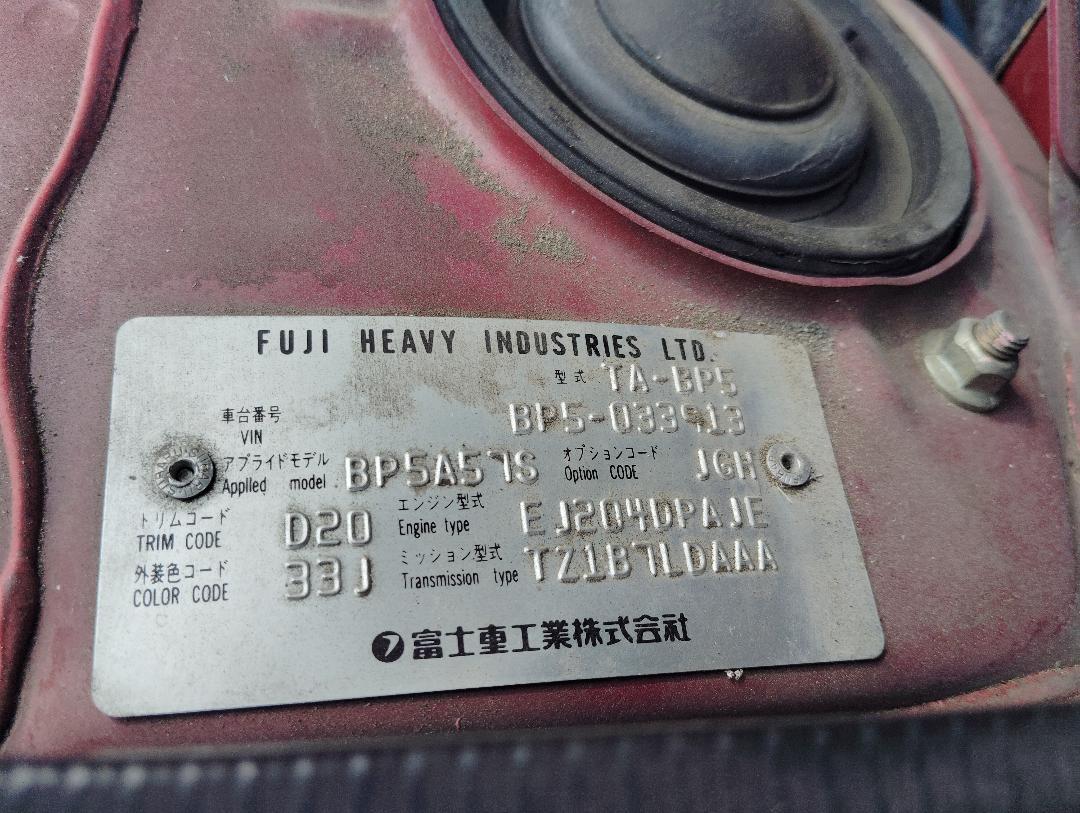 FUJI HEAVY INDUSTRIES LTD.
型式 TA-BP5
車台番号 VIN BP5-033913
アプライドモデル Applied model BP5A57S オプションコード Option CODE JGH
トリムコード TRIM CODE D20 エンジン型式 Engine type EJ204DPAJE
外装色コード COLOR CODE 33J ミッション型式 Transmission type TZ1B7LDAAA
富士重工業株式会社